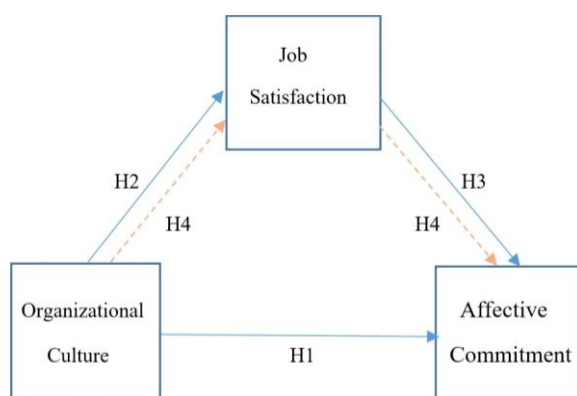 Job
Satisfaction
H2
H3
H4
H4
Organizational
Culture
Affective
Commitment
H1